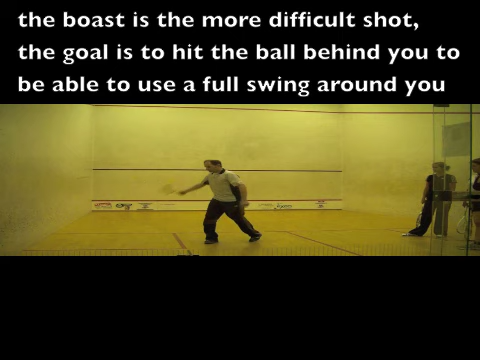 the boast is the more difficult shot,
the goal is to hit the ball behind you to
be able to use a full swing around you